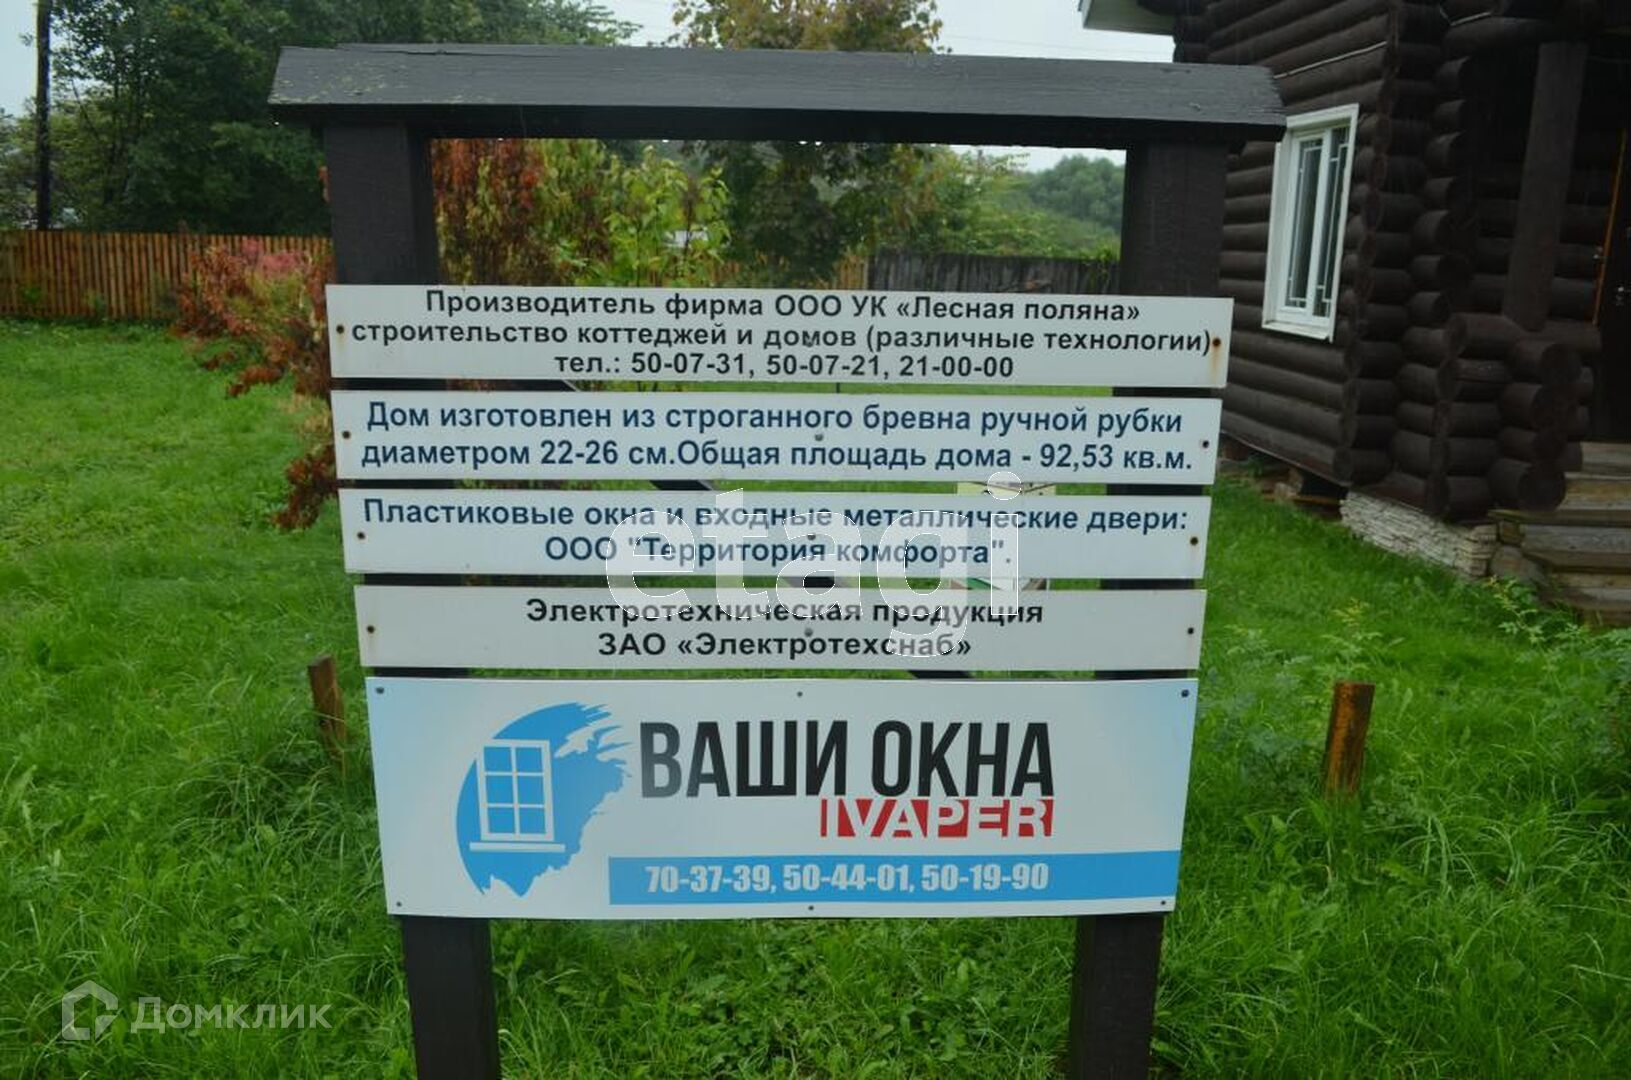 Производитель фирма ООО УК «Лесная поляна»
строительство коттеджей и домов (различные технологии)
тел.: 50-07-31, 50-07-21, 21-00-00
Дом изготовлен из строганного бревна ручной рубки
диаметром 22-26 см.Общая площадь дома - 92,53 кв.м.
Пластиковые окна и входные металлические двери:
ООО "Территория комфорта".
etagi
Электротехническая продукция
ЗАО «Электротехснаб»
ВАШИ ОКНА
IVAPER
70-37-39, 50-44-01, 50-19-90
Домклик